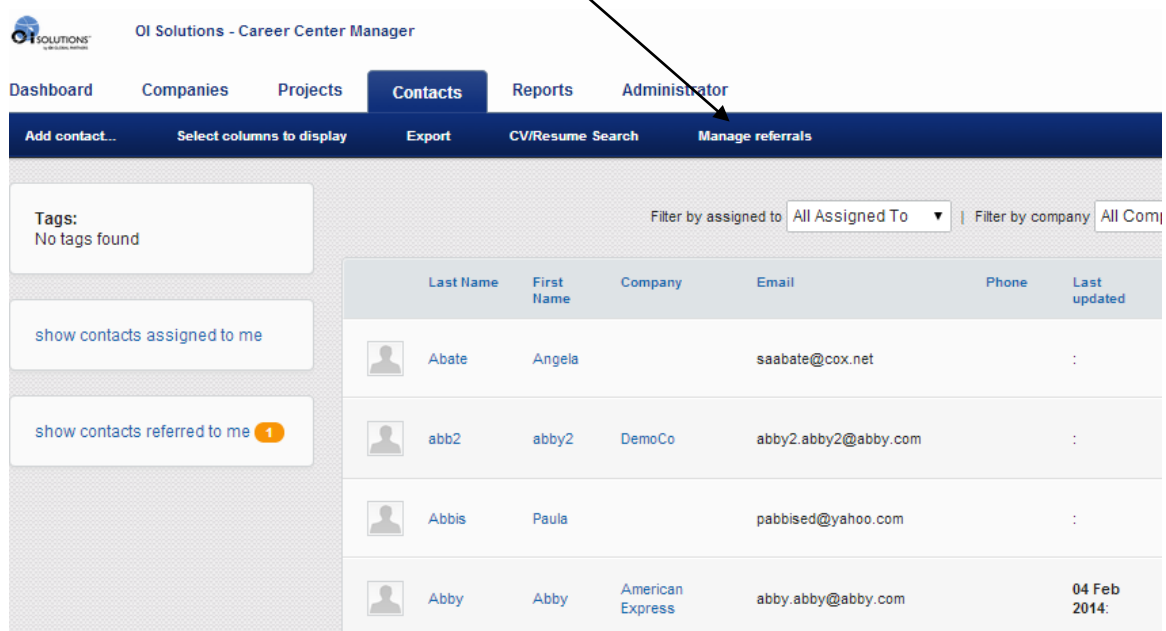 OI SOLUTIONS™
OI Solutions - Career Center Manager
Dashboard Companies Projects Contacts Reports Administrator
Add contact... Select columns to display Export CV/Resume Search Manage referrals
Tags:
No tags found
show contacts assigned to me
show contacts referred to me 1
Filter by assigned to All Assigned To | Filter by company All Comp
Last Name First Name Company Email Phone Last updated
Abate Angela saabate@cox.net :
abb2 abby2 DemoCo abby2.abby2@abby.com :
Abbis Paula pabbised@yahoo.com :
Abby Abby American Express abby.abby@abby.com 04 Feb 2014: